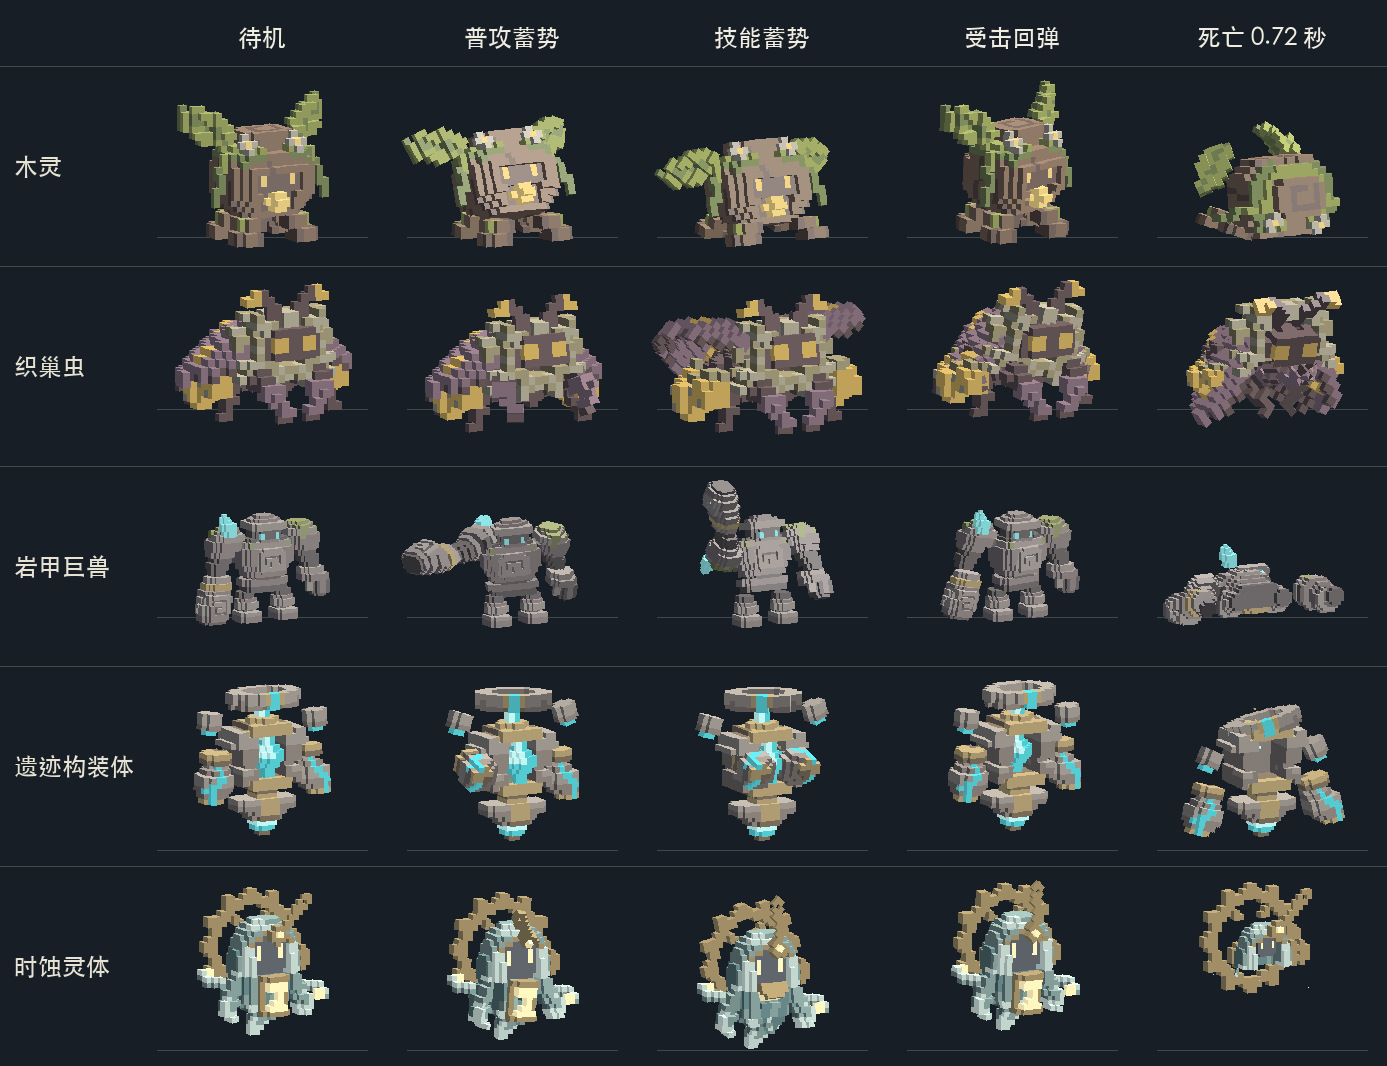 待机 普攻蓄势 技能蓄势 受击回弹 死亡 0.72 秒
木灵
织巢虫
岩甲巨兽
遗迹构装体
时蚀灵体